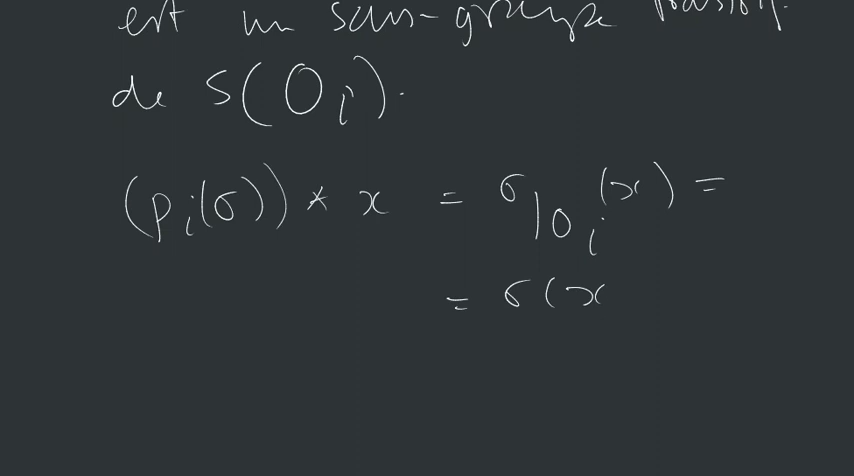 est un sous-groupe transitif
de S(O_i).
(p_i(σ)) * x = σ|O_i (x) =
= σ(x